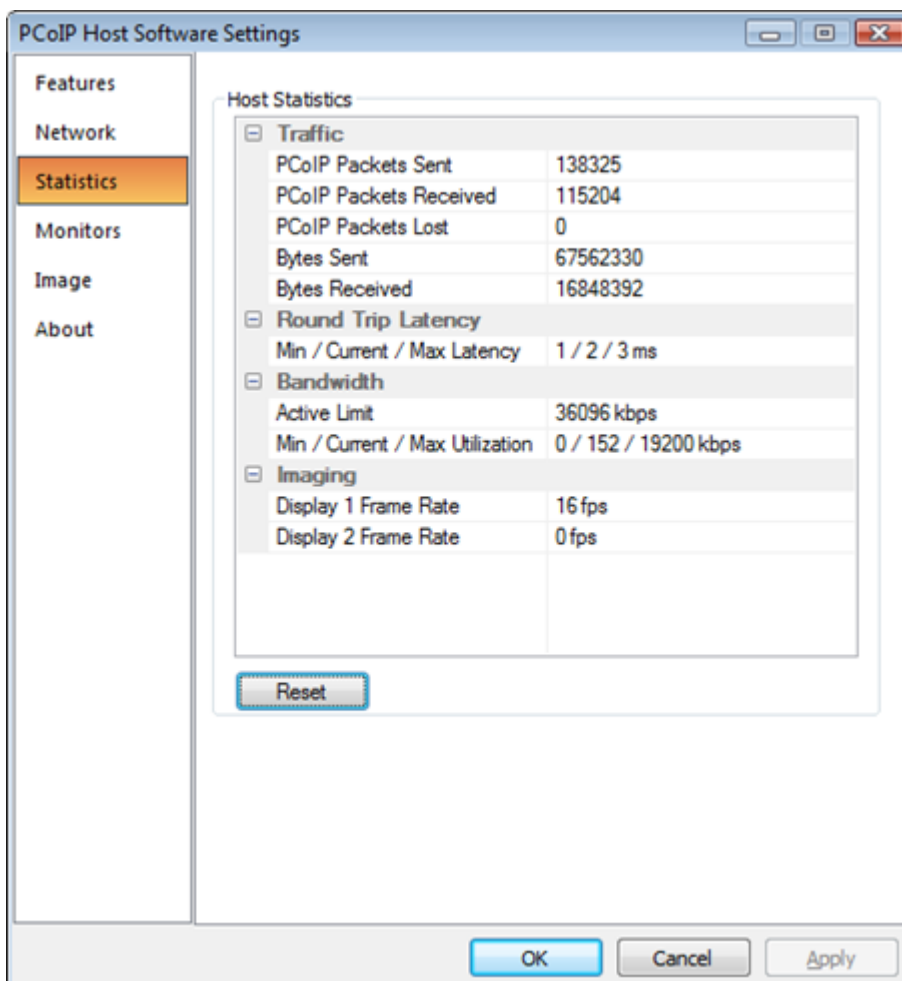 PCoIP Host Software Settings
Features
Network
Statistics
Monitors
Image
About
Host Statistics
Traffic
PCoIP Packets Sent 138325
PCoIP Packets Received 115204
PCoIP Packets Lost 0
Bytes Sent 67562330
Bytes Received 16848392
Round Trip Latency
Min / Current / Max Latency 1 / 2 / 3 ms
Bandwidth
Active Limit 36096 kbps
Min / Current / Max Utilization 0 / 152 / 19200 kbps
Imaging
Display 1 Frame Rate 16 fps
Display 2 Frame Rate 0 fps
Reset
OK Cancel Apply